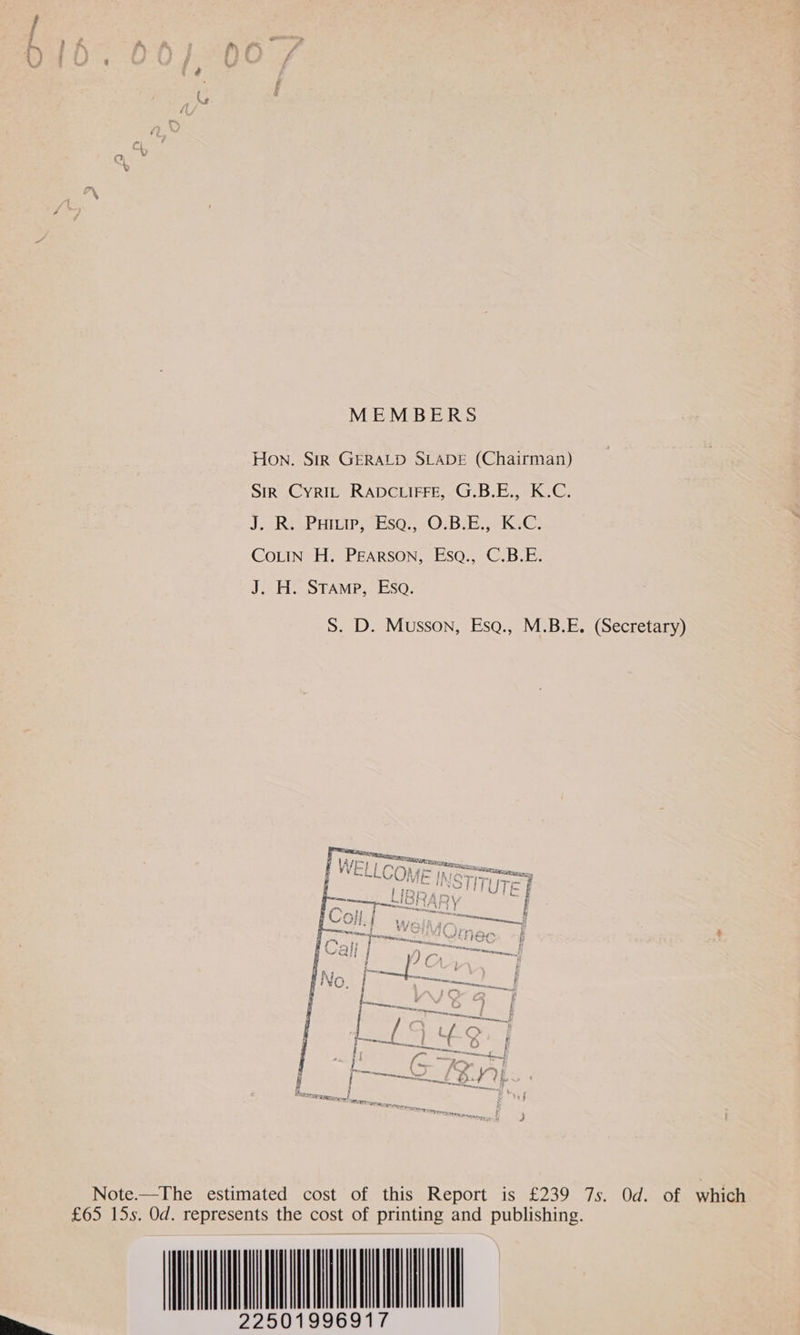 MEMBERS
HON. SIR GERALD SLADE (Chairman)
SIR CYRIL RADCLIFFE, G.B.E., K.C.
J. R. PHILIP, ESQ., O.B.E., K.C.
COLIN H. PEARSON, ESQ., C.B.E.
J. H. STAMP, ESQ.
S. D. MUSSON, ESQ., M.B.E. (Secretary)
WELLCOME INSTITUTE
LIBRARY
Coll. welMOmec
Call
No.
W89
1948
Note.—The estimated cost of this Report is £239 7s. 0d. of which
£65 15s. 0d. represents the cost of printing and publishing.
22501996917